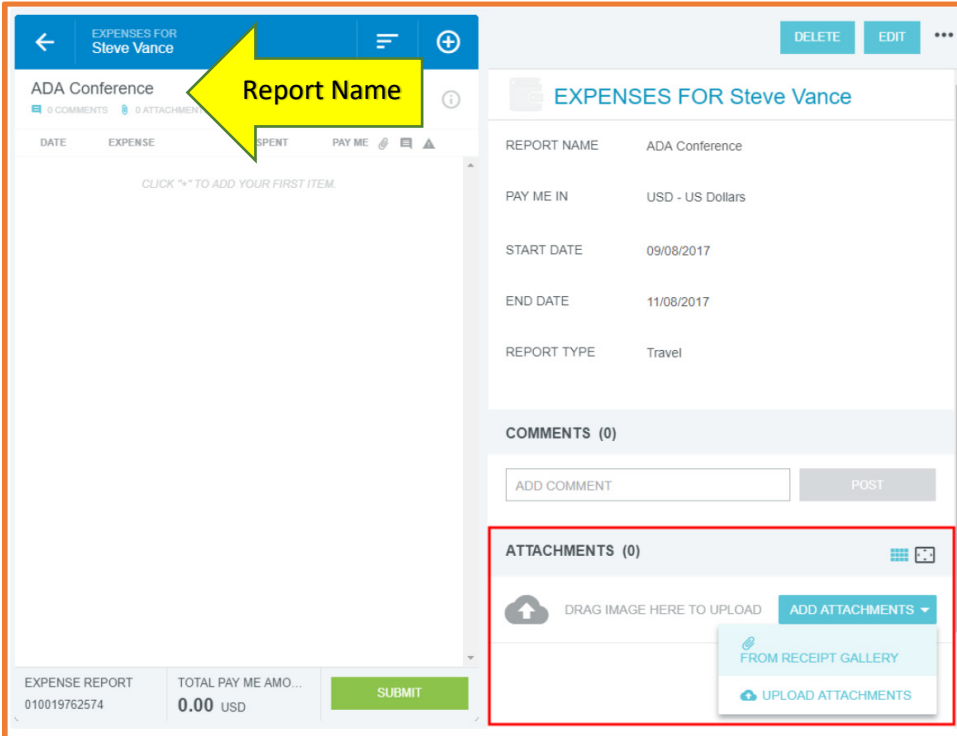 EXPENSES FOR
Steve Vance
ADA Conference
Report Name
0 COMMENTS 0
DATE EXPENSE SPENT PAY ME
CLICK "+" TO ADD YOUR FIRST ITEM.
EXPENSE REPORT
010019762574
TOTAL PAY ME AMO...
0.00 USD
SUBMIT
DELETE EDIT
EXPENSES FOR Steve Vance
REPORT NAME ADA Conference
PAY ME IN USD - US Dollars
START DATE 09/08/2017
END DATE 11/08/2017
REPORT TYPE Travel
COMMENTS (0)
ADD COMMENT POST
ATTACHMENTS (0)
DRAG IMAGE HERE TO UPLOAD ADD ATTACHMENTS
FROM RECEIPT GALLERY
UPLOAD ATTACHMENTS